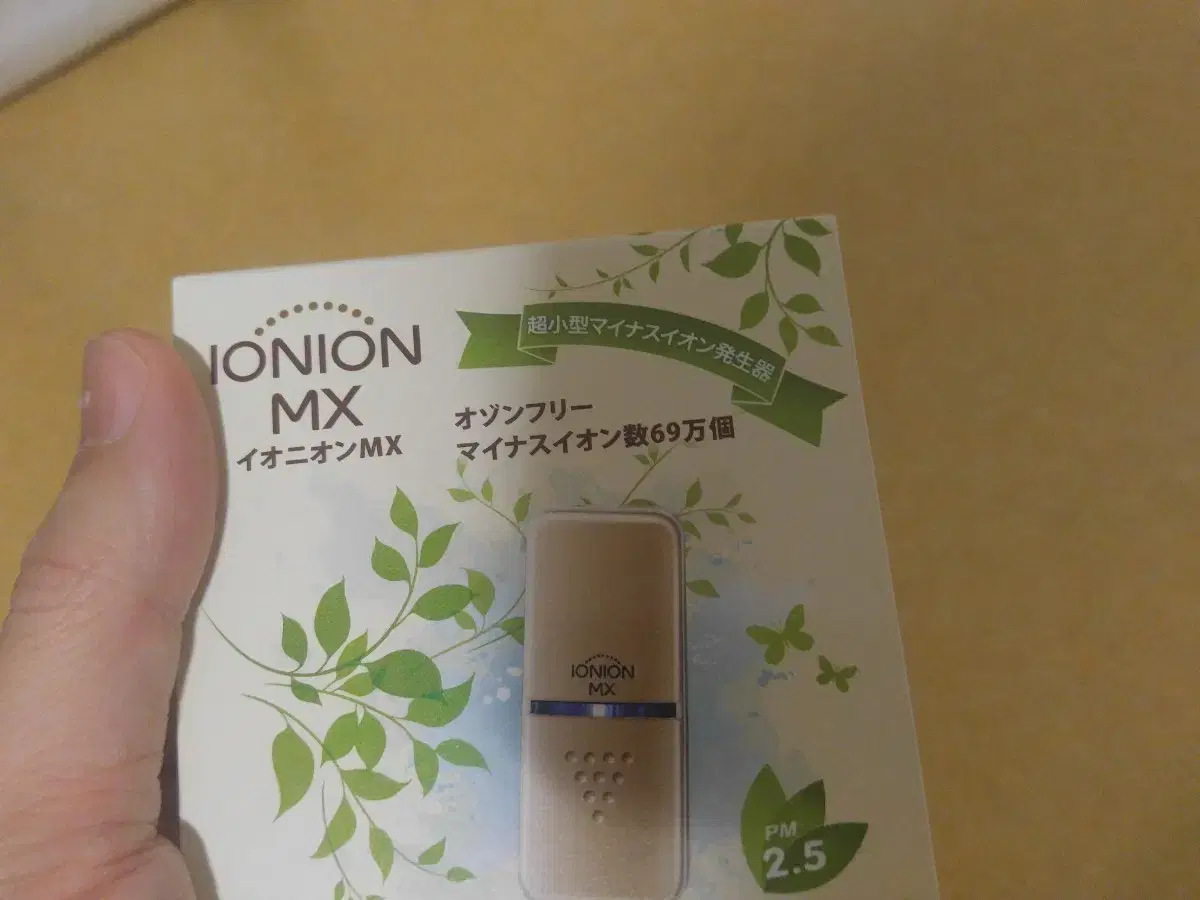 IONION
MX
イオニオンMX
超小型マイナスイオン発生器
オゾンフリー
マイナスイオン数69万個
IONION
MX
PM
2.5